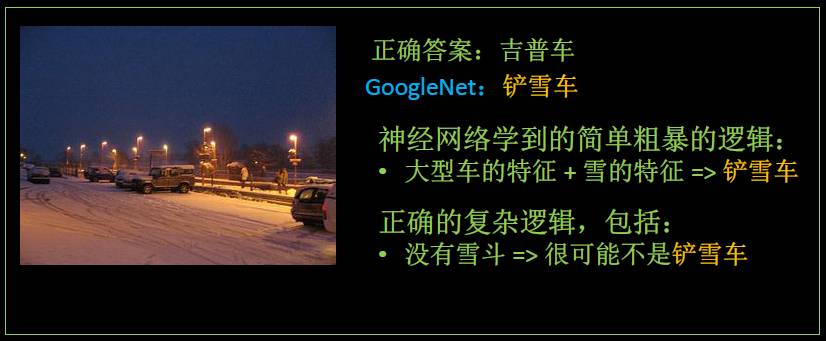 正确答案：吉普车
GoogleNet：铲雪车
神经网络学到的简单粗暴的逻辑：
• 大型车的特征 + 雪的特征 => 铲雪车
正确的复杂逻辑，包括：
• 没有雪斗 => 很可能不是铲雪车